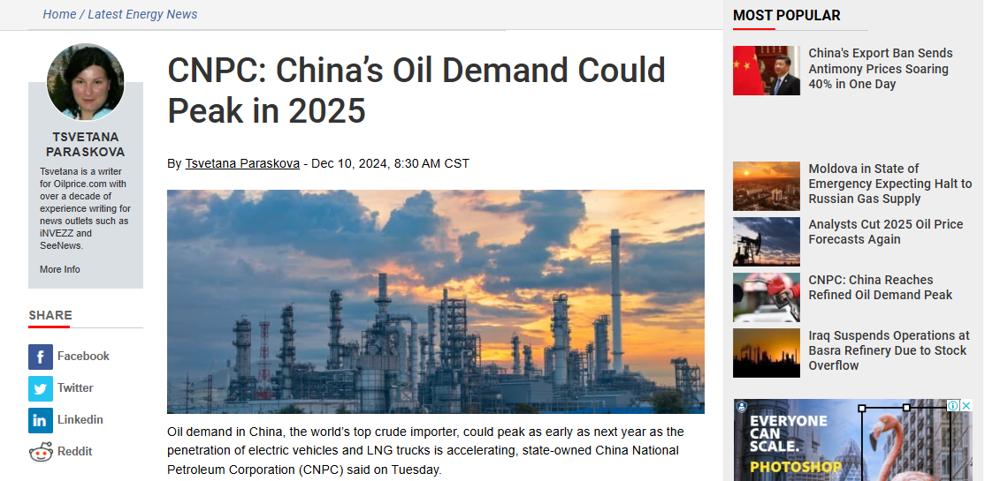 Home / Latest Energy News
TSVETANA
PARASKOVA
Tsvetana is a writer
for Oilprice.com with
over a decade of
experience writing for
news outlets such as
iNVEZZ and
SeeNews.
More Info
SHARE
Facebook
Twitter
Linkedin
Reddit
CNPC: China's Oil Demand Could
Peak in 2025
By Tsvetana Paraskova - Dec 10, 2024, 8:30 AM CST
Oil demand in China, the world's top crude importer, could peak as early as next year as the
penetration of electric vehicles and LNG trucks is accelerating, state-owned China National
Petroleum Corporation (CNPC) said on Tuesday.
MOST POPULAR
China's Export Ban Sends
Antimony Prices Soaring
40% in One Day
Moldova in State of
Emergency Expecting Halt to
Russian Gas Supply
Analysts Cut 2025 Oil Price
Forecasts Again
CNPC: China Reaches
Refined Oil Demand Peak
Iraq Suspends Operations at
Basra Refinery Due to Stock
Overflow
EVERYONE
CAN
SCALE.
PHOTOSHOP